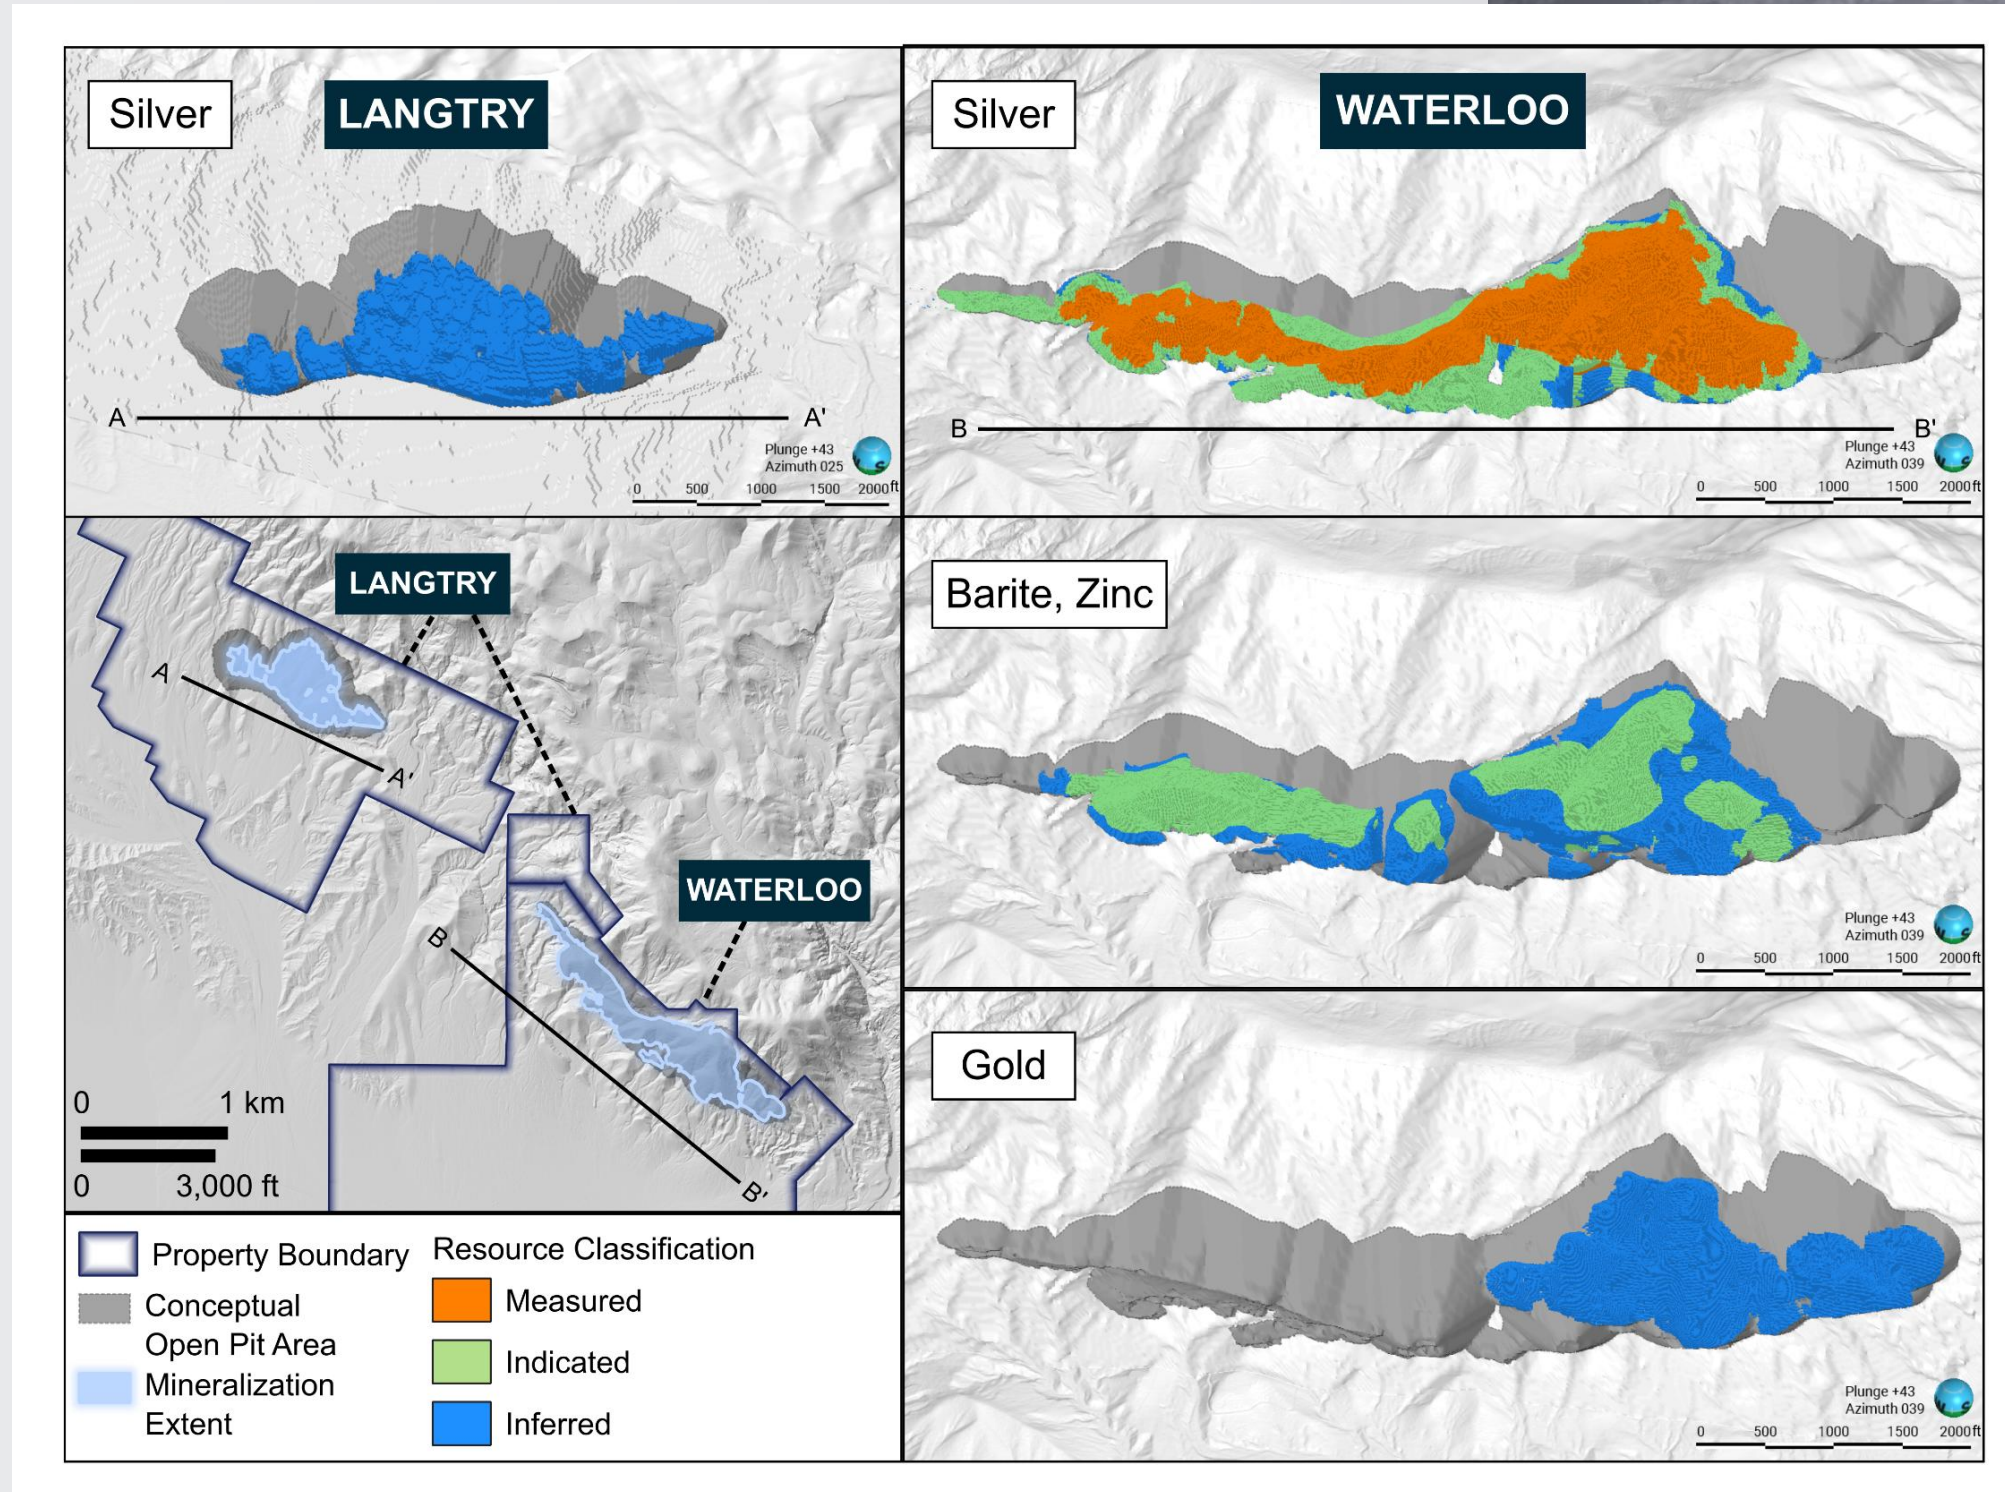 Silver
LANGTRY
A
A'
Plunge +43
Azimuth 025
0 500 1000 1500 2000ft
Silver
WATERLOO
B
B'
Plunge +43
Azimuth 039
0 500 1000 1500 2000ft
LANGTRY
A
A'
WATERLOO
B
B'
0 1 km
0 3,000 ft
Barite, Zinc
Plunge +43
Azimuth 039
0 500 1000 1500 2000ft
Gold
Plunge +43
Azimuth 039
0 500 1000 1500 2000ft
Property Boundary
Conceptual
Open Pit Area
Mineralization
Extent
Resource Classification
Measured
Indicated
Inferred